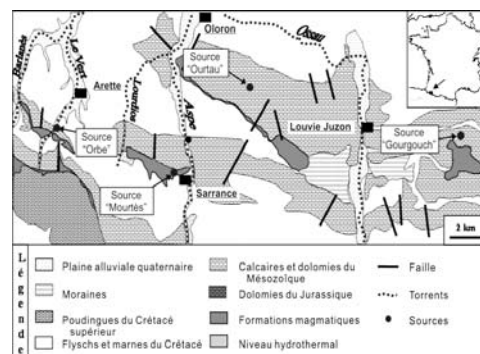 Oloron
Ossau
Barlanès
Le Vert
Source
"Ourtau"
Arette
Lourdios
Aspe
Louvie Juzon
Source
"Orbe"
Source
"Gourgouch"
Source
"Mourtès"
Sarrance
2 km
Légende
Plaine alluviale quaternaire
Calcaires et dolomies du
Mésozoïque
Faille
Moraines
Dolomies du Jurassique
Torrents
Poudingues du Crétacé
supérieur
Formations magmatiques
Sources
Flyschs et marnes du Crétacé
Niveau hydrothermal